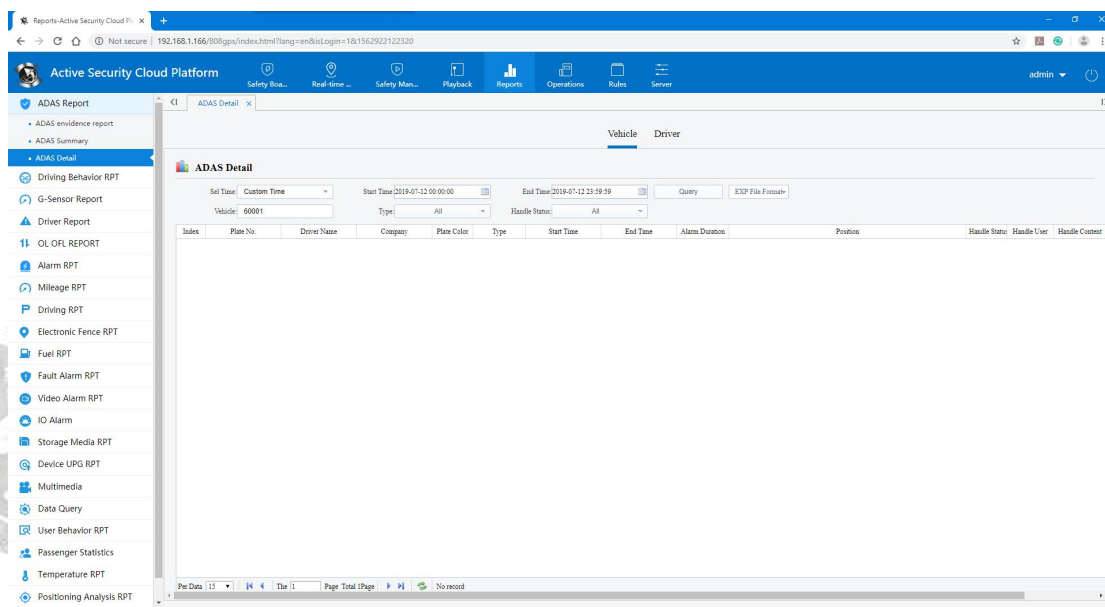 Reports-Active Security Cloud Pl
Not secure | 192.168.1.166/808gps/index.html?lang=en&isLogin=1&1562922122320
Active Security Cloud Platform
Safety Boa...
Real-time ...
Safety Man...
Playback
Reports
Operations
Rules
Server
admin
ADAS Report
ADAS envidence report
ADAS Summary
ADAS Detail
Driving Behavior RPT
G-Sensor Report
Driver Report
OL OFL REPORT
Alarm RPT
Mileage RPT
Driving RPT
Electronic Fence RPT
Fuel RPT
Fault Alarm RPT
Video Alarm RPT
IO Alarm
Storage Media RPT
Device UPG RPT
Multimedia
Data Query
User Behavior RPT
Passenger Statistics
Temperature RPT
Positioning Analysis RPT
ADAS Detail
Vehicle Driver
ADAS Detail
Sel Time: Custom Time Start Time: 2019-07-12 00:00:00 End Time: 2019-07-12 23:59:59 Query EXP File Format
Vehicle: 60001 Type: All Handle Status: All
Index Plate No. Driver Name Company Plate Color Type Start Time End Time Alarm Duration Position Handle Status Handle User Handle Content
Per Data 15 The 1 Page Total 1Page No record